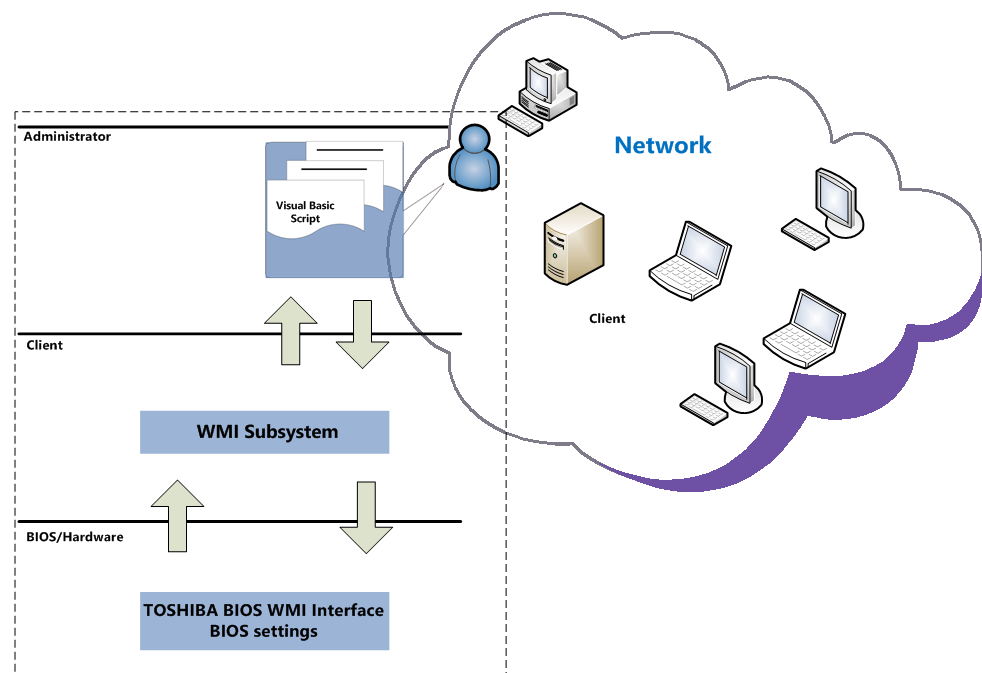 Administrator
Visual Basic
Script
Network
Client
Client
WMI Subsystem
BIOS/Hardware
TOSHIBA BIOS WMI Interface
BIOS settings